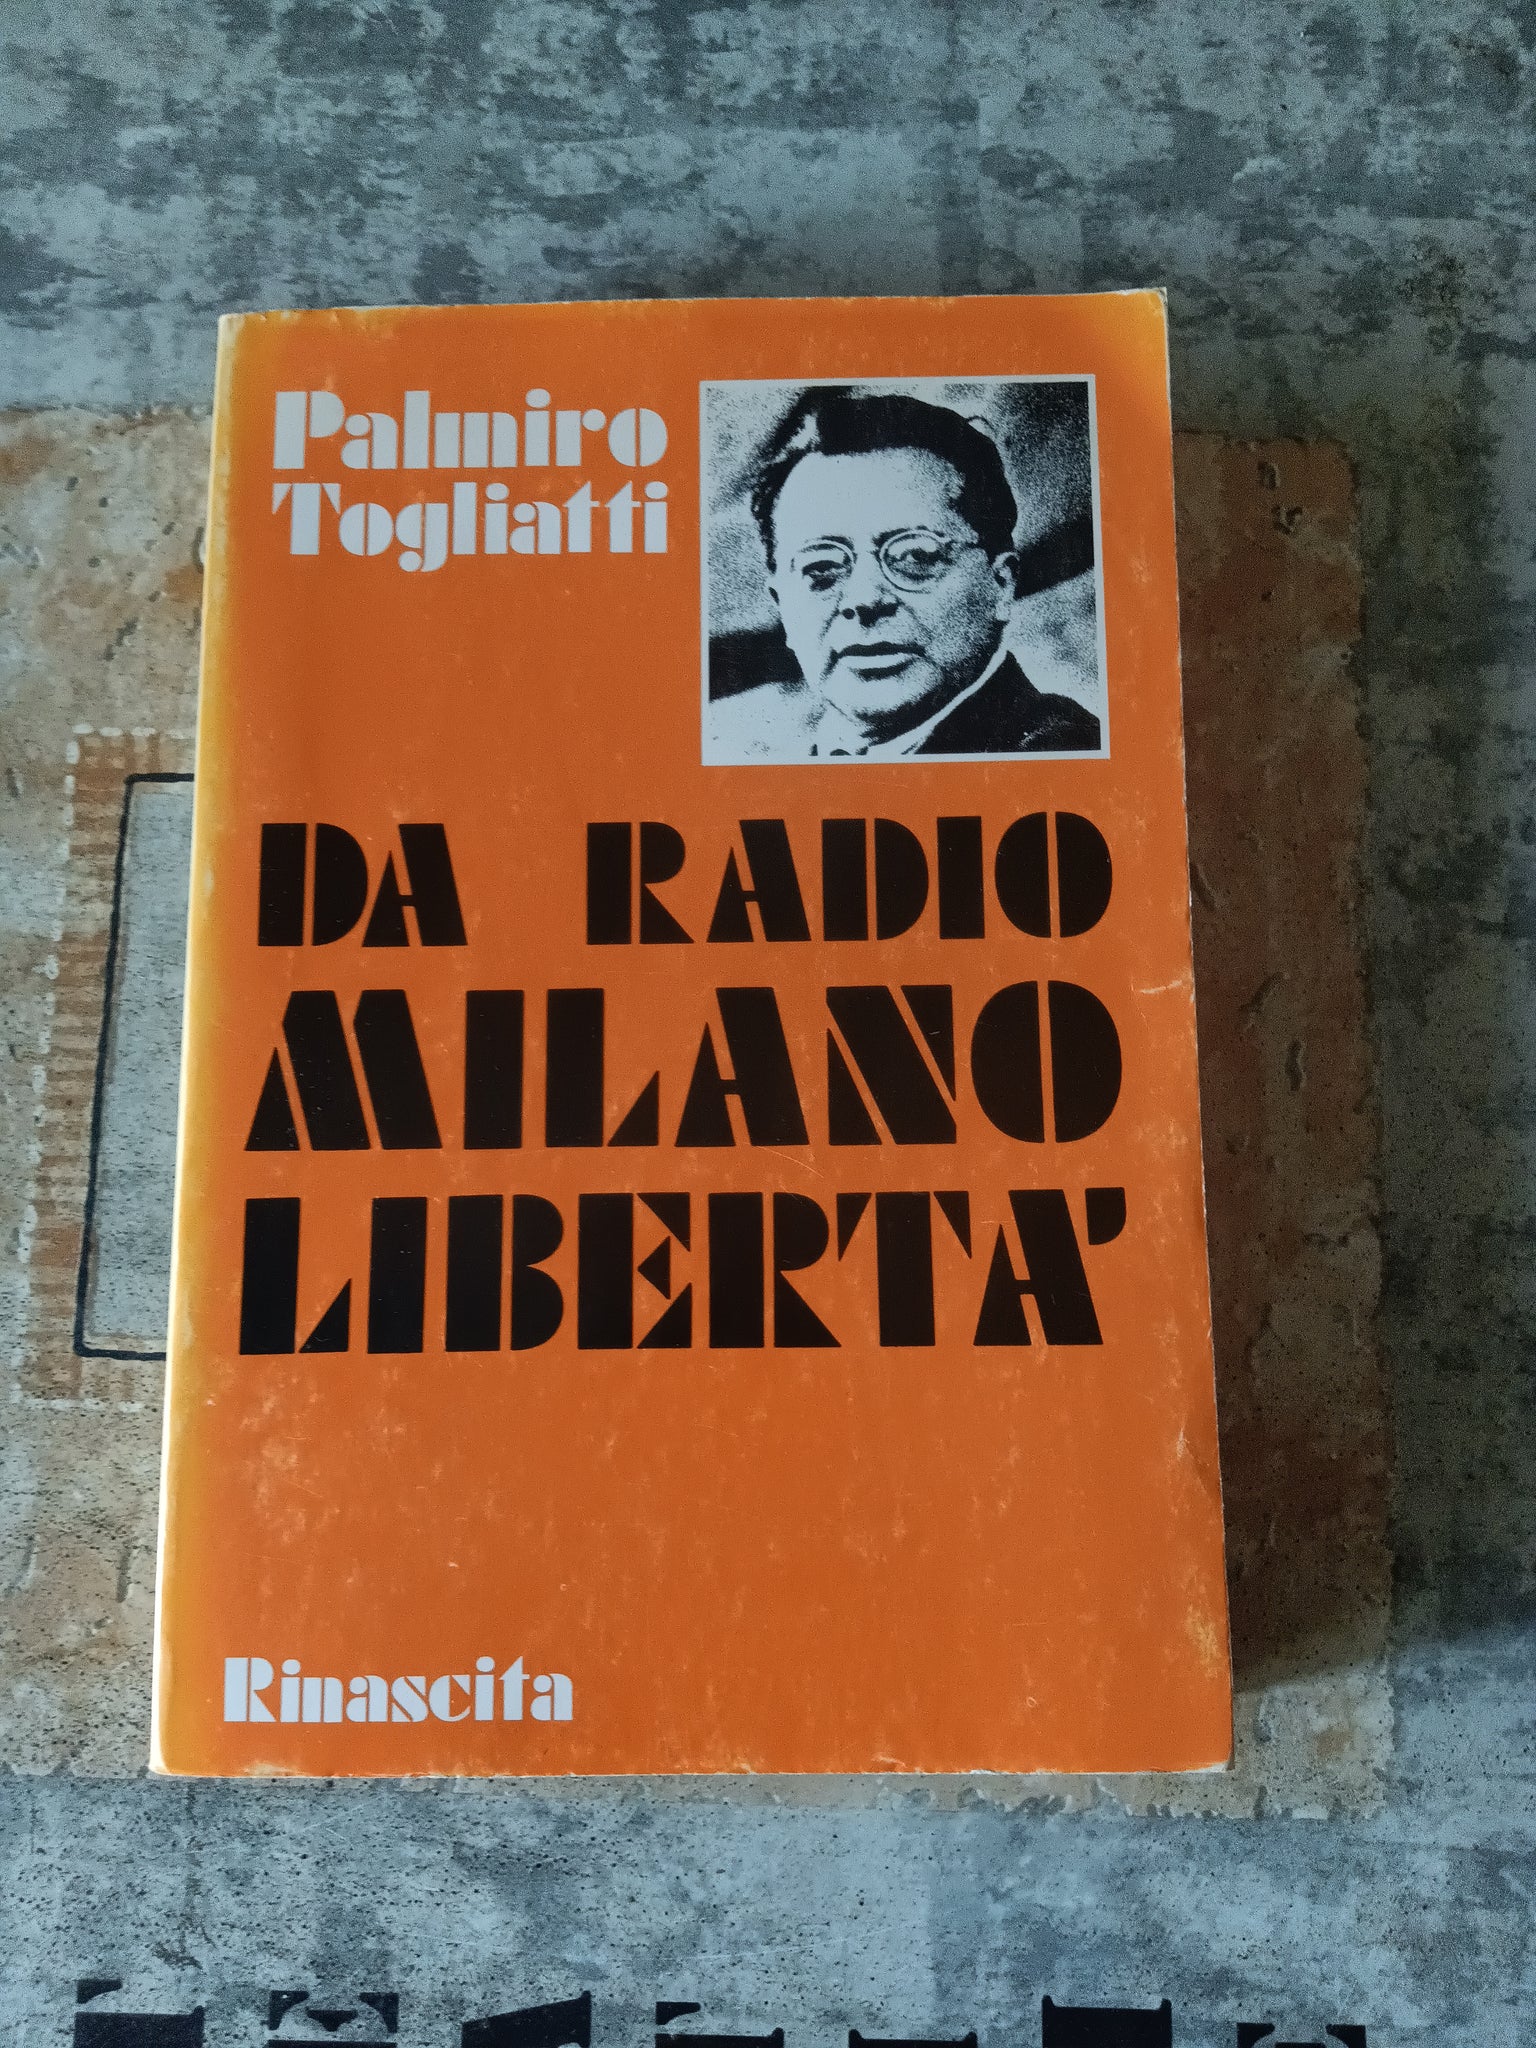 Palmiro
Togliatti
DA RADIO
MILANO
LIBERTA'
Rinascita